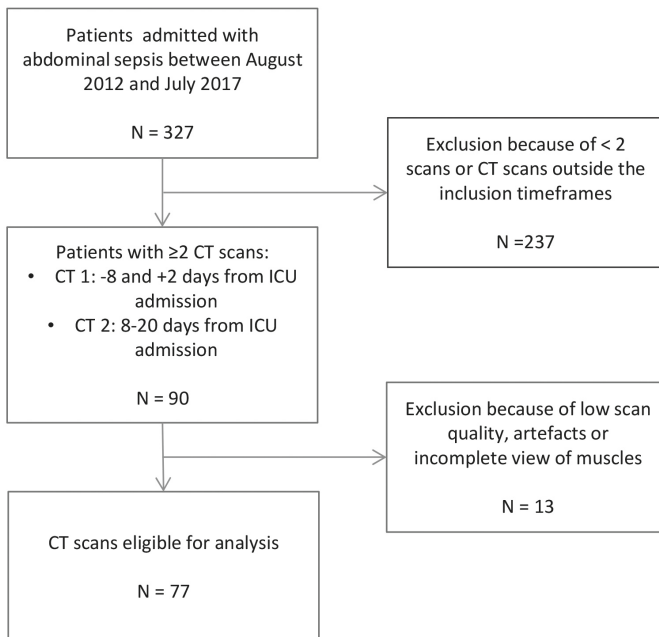 Patients admitted with
abdominal sepsis between August
2012 and July 2017
N = 327
Exclusion because of < 2
scans or CT scans outside the
inclusion timeframes
N =237
Patients with ≥2 CT scans:
• CT 1: -8 and +2 days from ICU
admission
• CT 2: 8-20 days from ICU
admission
N = 90
Exclusion because of low scan
quality, artefacts or
incomplete view of muscles
N = 13
CT scans eligible for analysis
N = 77